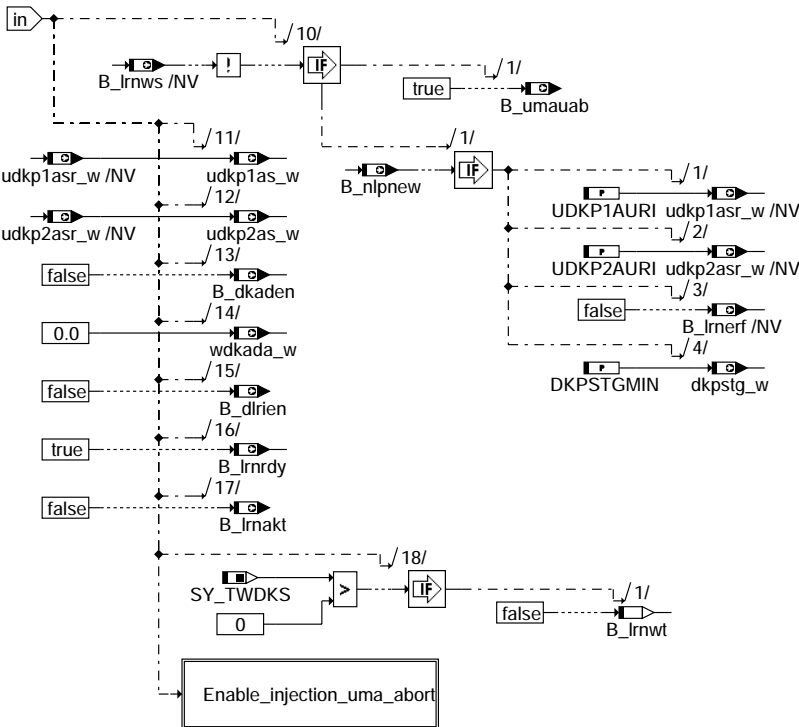 in
10/
B_lrnws /NV
!
IF
1/
true
B_umauab
11/
1/
udkp1asr_w /NV
udkp1as_w
B_nlpnew
IF
1/
12/
UDKP1AURI
udkp1asr_w /NV
udkp2asr_w /NV
udkp2as_w
2/
13/
UDKP2AURI
udkp2asr_w /NV
false
B_dkaden
3/
14/
false
B_lrnerf /NV
0.0
wdkada_w
4/
15/
DKPSTGMIN
dkpstg_w
false
B_dlrien
16/
true
B_lrnrdy
17/
false
B_lrnakt
18/
SY_TWDKS
>
IF
1/
0
false
B_lrnwt
Enable_injection_uma_abort